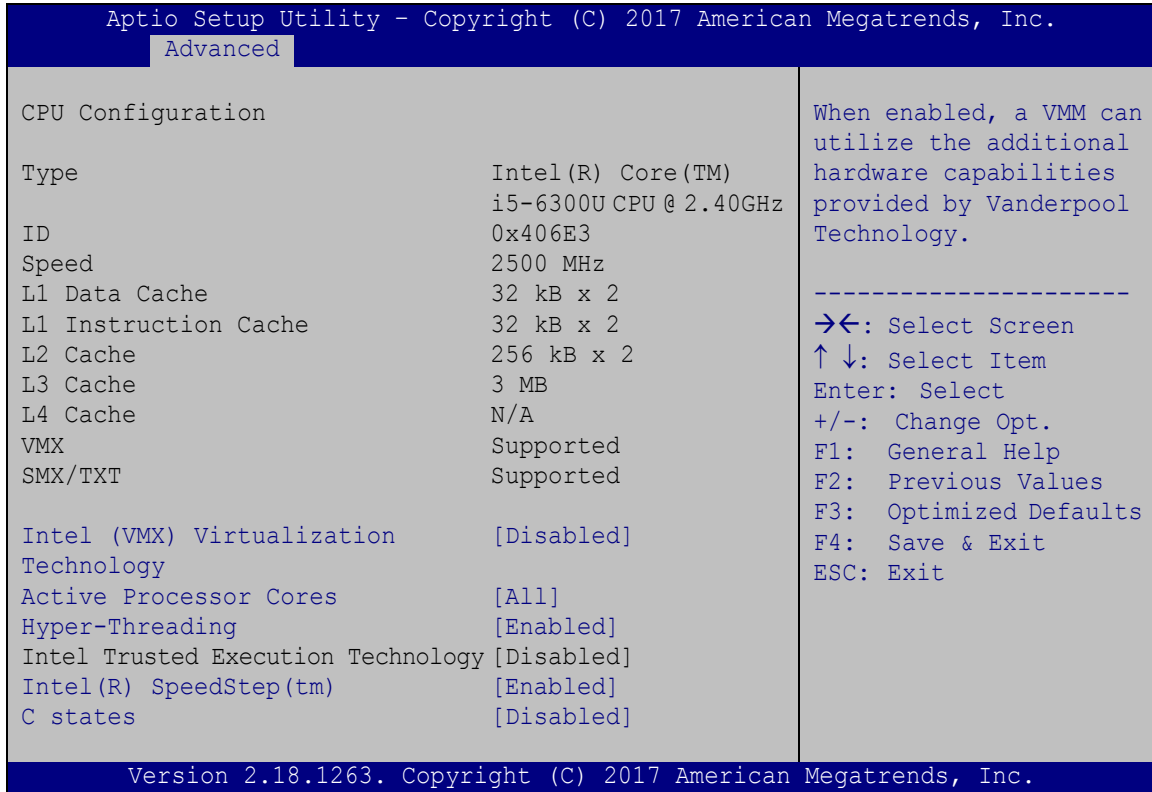 Aptio Setup Utility – Copyright (C) 2017 American Megatrends, Inc.
Advanced
CPU Configuration
Type Intel(R) Core(TM)
i5-6300U CPU @ 2.40GHz
ID 0x406E3
Speed 2500 MHz
L1 Data Cache 32 kB x 2
L1 Instruction Cache 32 kB x 2
L2 Cache 256 kB x 2
L3 Cache 3 MB
L4 Cache N/A
VMX Supported
SMX/TXT Supported
Intel (VMX) Virtualization [Disabled]
Technology
Active Processor Cores [All]
Hyper-Threading [Enabled]
Intel Trusted Execution Technology [Disabled]
Intel(R) SpeedStep(tm) [Enabled]
C states [Disabled]
When enabled, a VMM can
utilize the additional
hardware capabilities
provided by Vanderpool
Technology.
----------------------
→←: Select Screen
↑ ↓: Select Item
Enter: Select
+/-: Change Opt.
F1: General Help
F2: Previous Values
F3: Optimized Defaults
F4: Save & Exit
ESC: Exit
Version 2.18.1263. Copyright (C) 2017 American Megatrends, Inc.